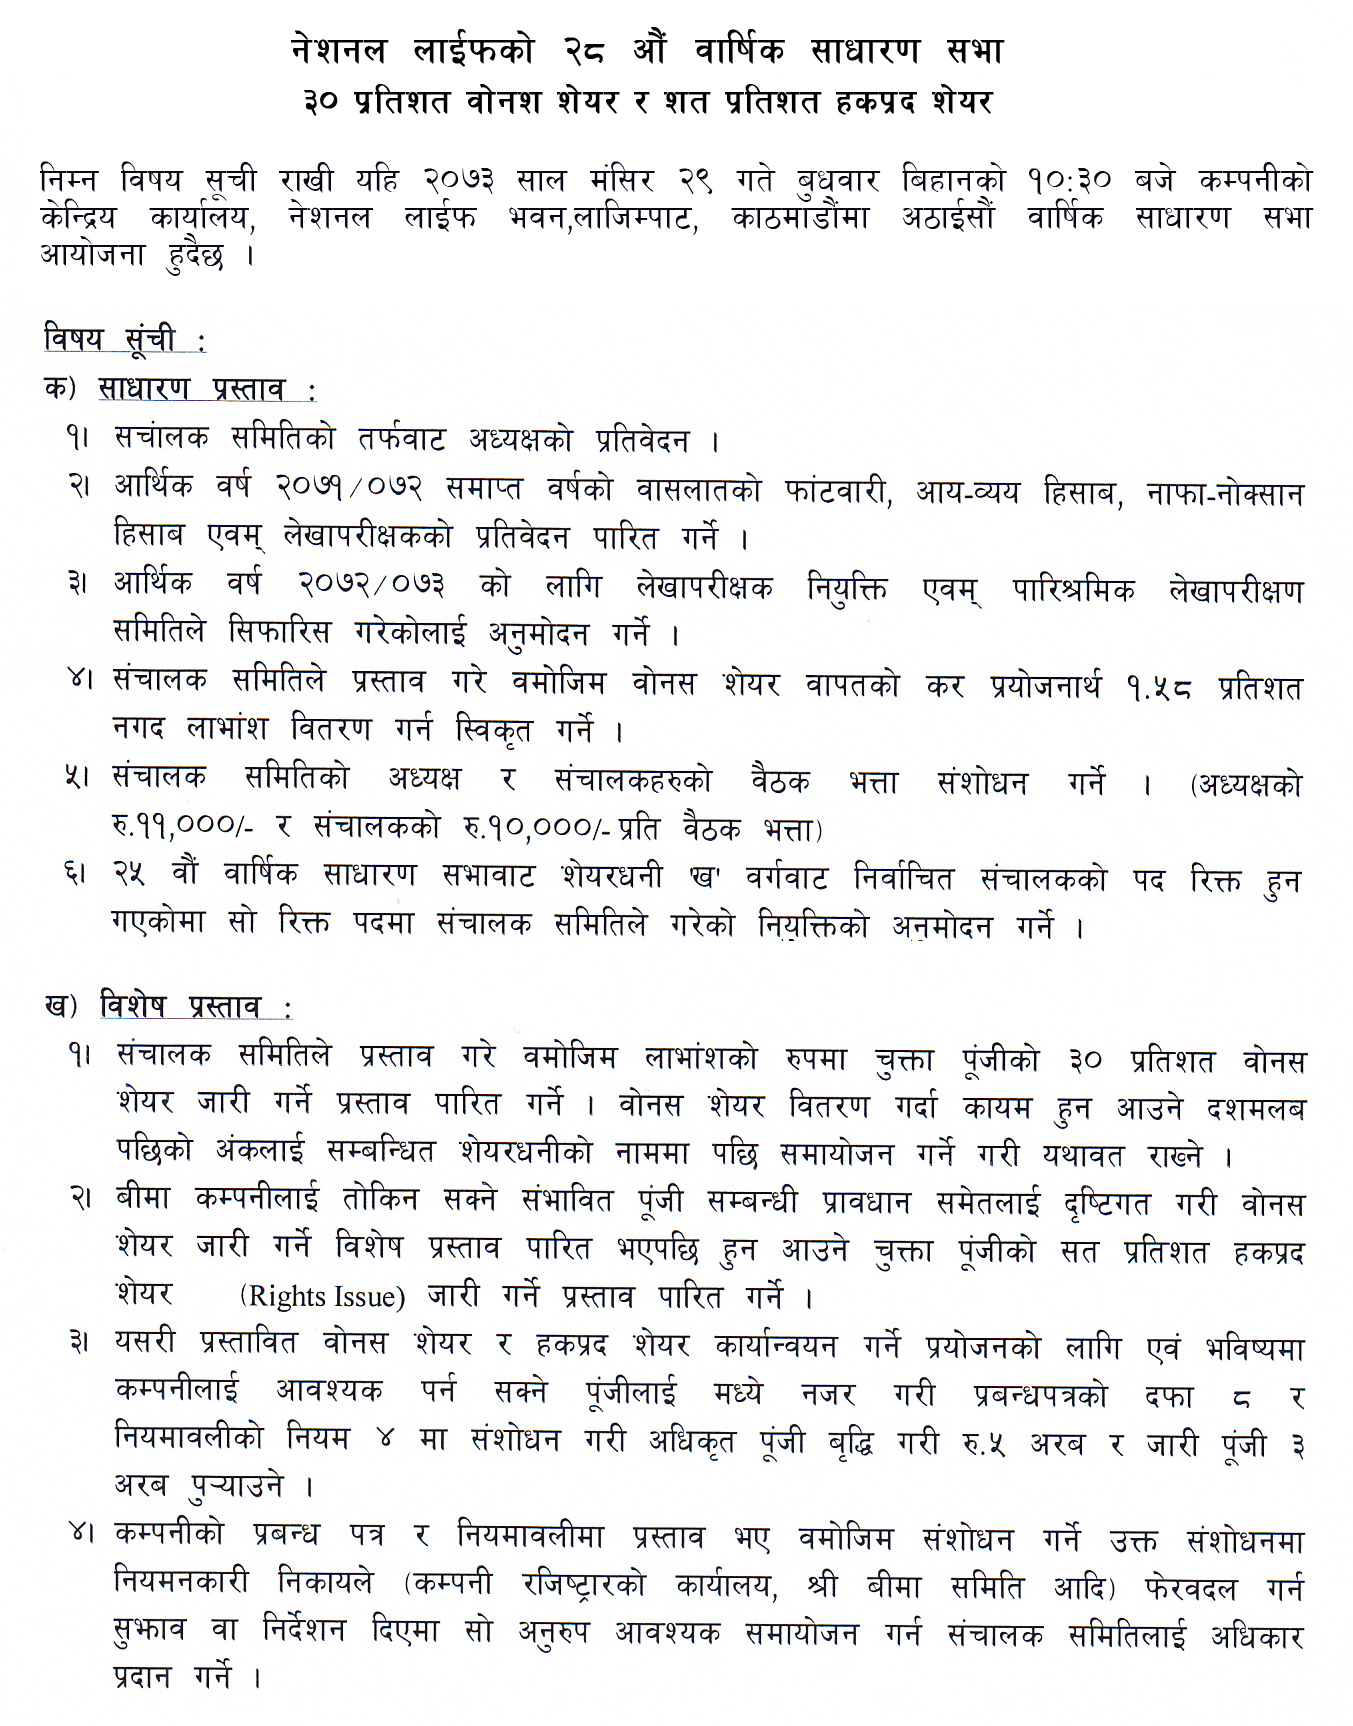 नेशनल लाईफको २८ औं वार्षिक साधारण सभा
३० प्रतिशत वोनश शेयर र शत प्रतिशत हकप्रद शेयर
निम्न विषय सूची राखी यहि २०७३ साल मंसिर २९ गते बुधवार बिहानको १०:३० बजे कम्पनीको
केन्द्रिय कार्यालय, नेशनल लाईफ भवन,लाजिम्पाट, काठमाडौंमा अठाईसौं वार्षिक साधारण सभा
आयोजना हुदैछ ।
विषय सूंची :
क) साधारण प्रस्ताव :
१। सचांलक समितिको तर्फवाट अध्यक्षको प्रतिवेदन ।
२। आर्थिक वर्ष २०७१/०७२ समाप्त वर्षको वासलातको फांटवारी, आय-व्यय हिसाब, नाफा-नोक्सान
हिसाब एवम् लेखापरीक्षकको प्रतिवेदन पारित गर्ने ।
३। आर्थिक वर्ष २०७२/०७३ को लागि लेखापरीक्षक नियुक्ति एवम् पारिश्रमिक लेखापरीक्षण
समितिले सिफारिस गरेकोलाई अनुमोदन गर्ने ।
४। संचालक समितिले प्रस्ताव गरे वमोजिम वोनस शेयर वापतको कर प्रयोजनार्थ १.५८ प्रतिशत
नगद लाभांश वितरण गर्न स्विकृत गर्ने ।
५। संचालक समितिको अध्यक्ष र संचालकहरुको वैठक भत्ता संशोधन गर्ने । (अध्यक्षको
रु.११,०००/- र संचालकको रु.१०,०००/- प्रति वैठक भत्ता)
६। २५ वौं वार्षिक साधारण सभावाट शेयरधनी 'ख' वर्गवाट निर्वाचित संचालकको पद रिक्त हुन
गएकोमा सो रिक्त पदमा संचालक समितिले गरेको नियुक्तिको अनुमोदन गर्ने ।
ख) विशेष प्रस्ताव :
१। संचालक समितिले प्रस्ताव गरे वमोजिम लाभांशको रुपमा चुक्ता पूंजीको ३० प्रतिशत वोनस
शेयर जारी गर्ने प्रस्ताव पारित गर्ने । वोनस शेयर वितरण गर्दा कायम हुन आउने दशमलब
पछिको अंकलाई सम्बन्धित शेयरधनीको नाममा पछि समायोजन गर्ने गरी यथावत राख्ने ।
२। बीमा कम्पनीलाई तोकिन सक्ने संभावित पूंजी सम्बन्धी प्रावधान समेतलाई दृष्टिगत गरी वोनस
शेयर जारी गर्ने विशेष प्रस्ताव पारित भएपछि हुन आउने चुक्ता पूंजीको सत प्रतिशत हकप्रद
शेयर (Rights Issue) जारी गर्ने प्रस्ताव पारित गर्ने ।
३। यसरी प्रस्तावित वोनस शेयर र हकप्रद शेयर कार्यान्वयन गर्ने प्रयोजनको लागि एवं भविष्यमा
कम्पनीलाई आवश्यक पर्न सक्ने पूंजीलाई मध्ये नजर गरी प्रबन्धपत्रको दफा ८ र
नियमावलीको नियम ४ मा संशोधन गरी अधिकृत पूंजी बृद्धि गरी रु.५ अरब र जारी पूंजी ३
अरब पुर्‍याउने ।
४। कम्पनीको प्रबन्ध पत्र र नियमावलीमा प्रस्ताव भए वमोजिम संशोधन गर्ने उक्त संशोधनमा
नियमनकारी निकायले (कम्पनी रजिष्ट्रारको कार्यालय, श्री बीमा समिति आदि) फेरवदल गर्न
सुझाव वा निर्देशन दिएमा सो अनुरुप आवश्यक समायोजन गर्न संचालक समितिलाई अधिकार
प्रदान गर्ने ।